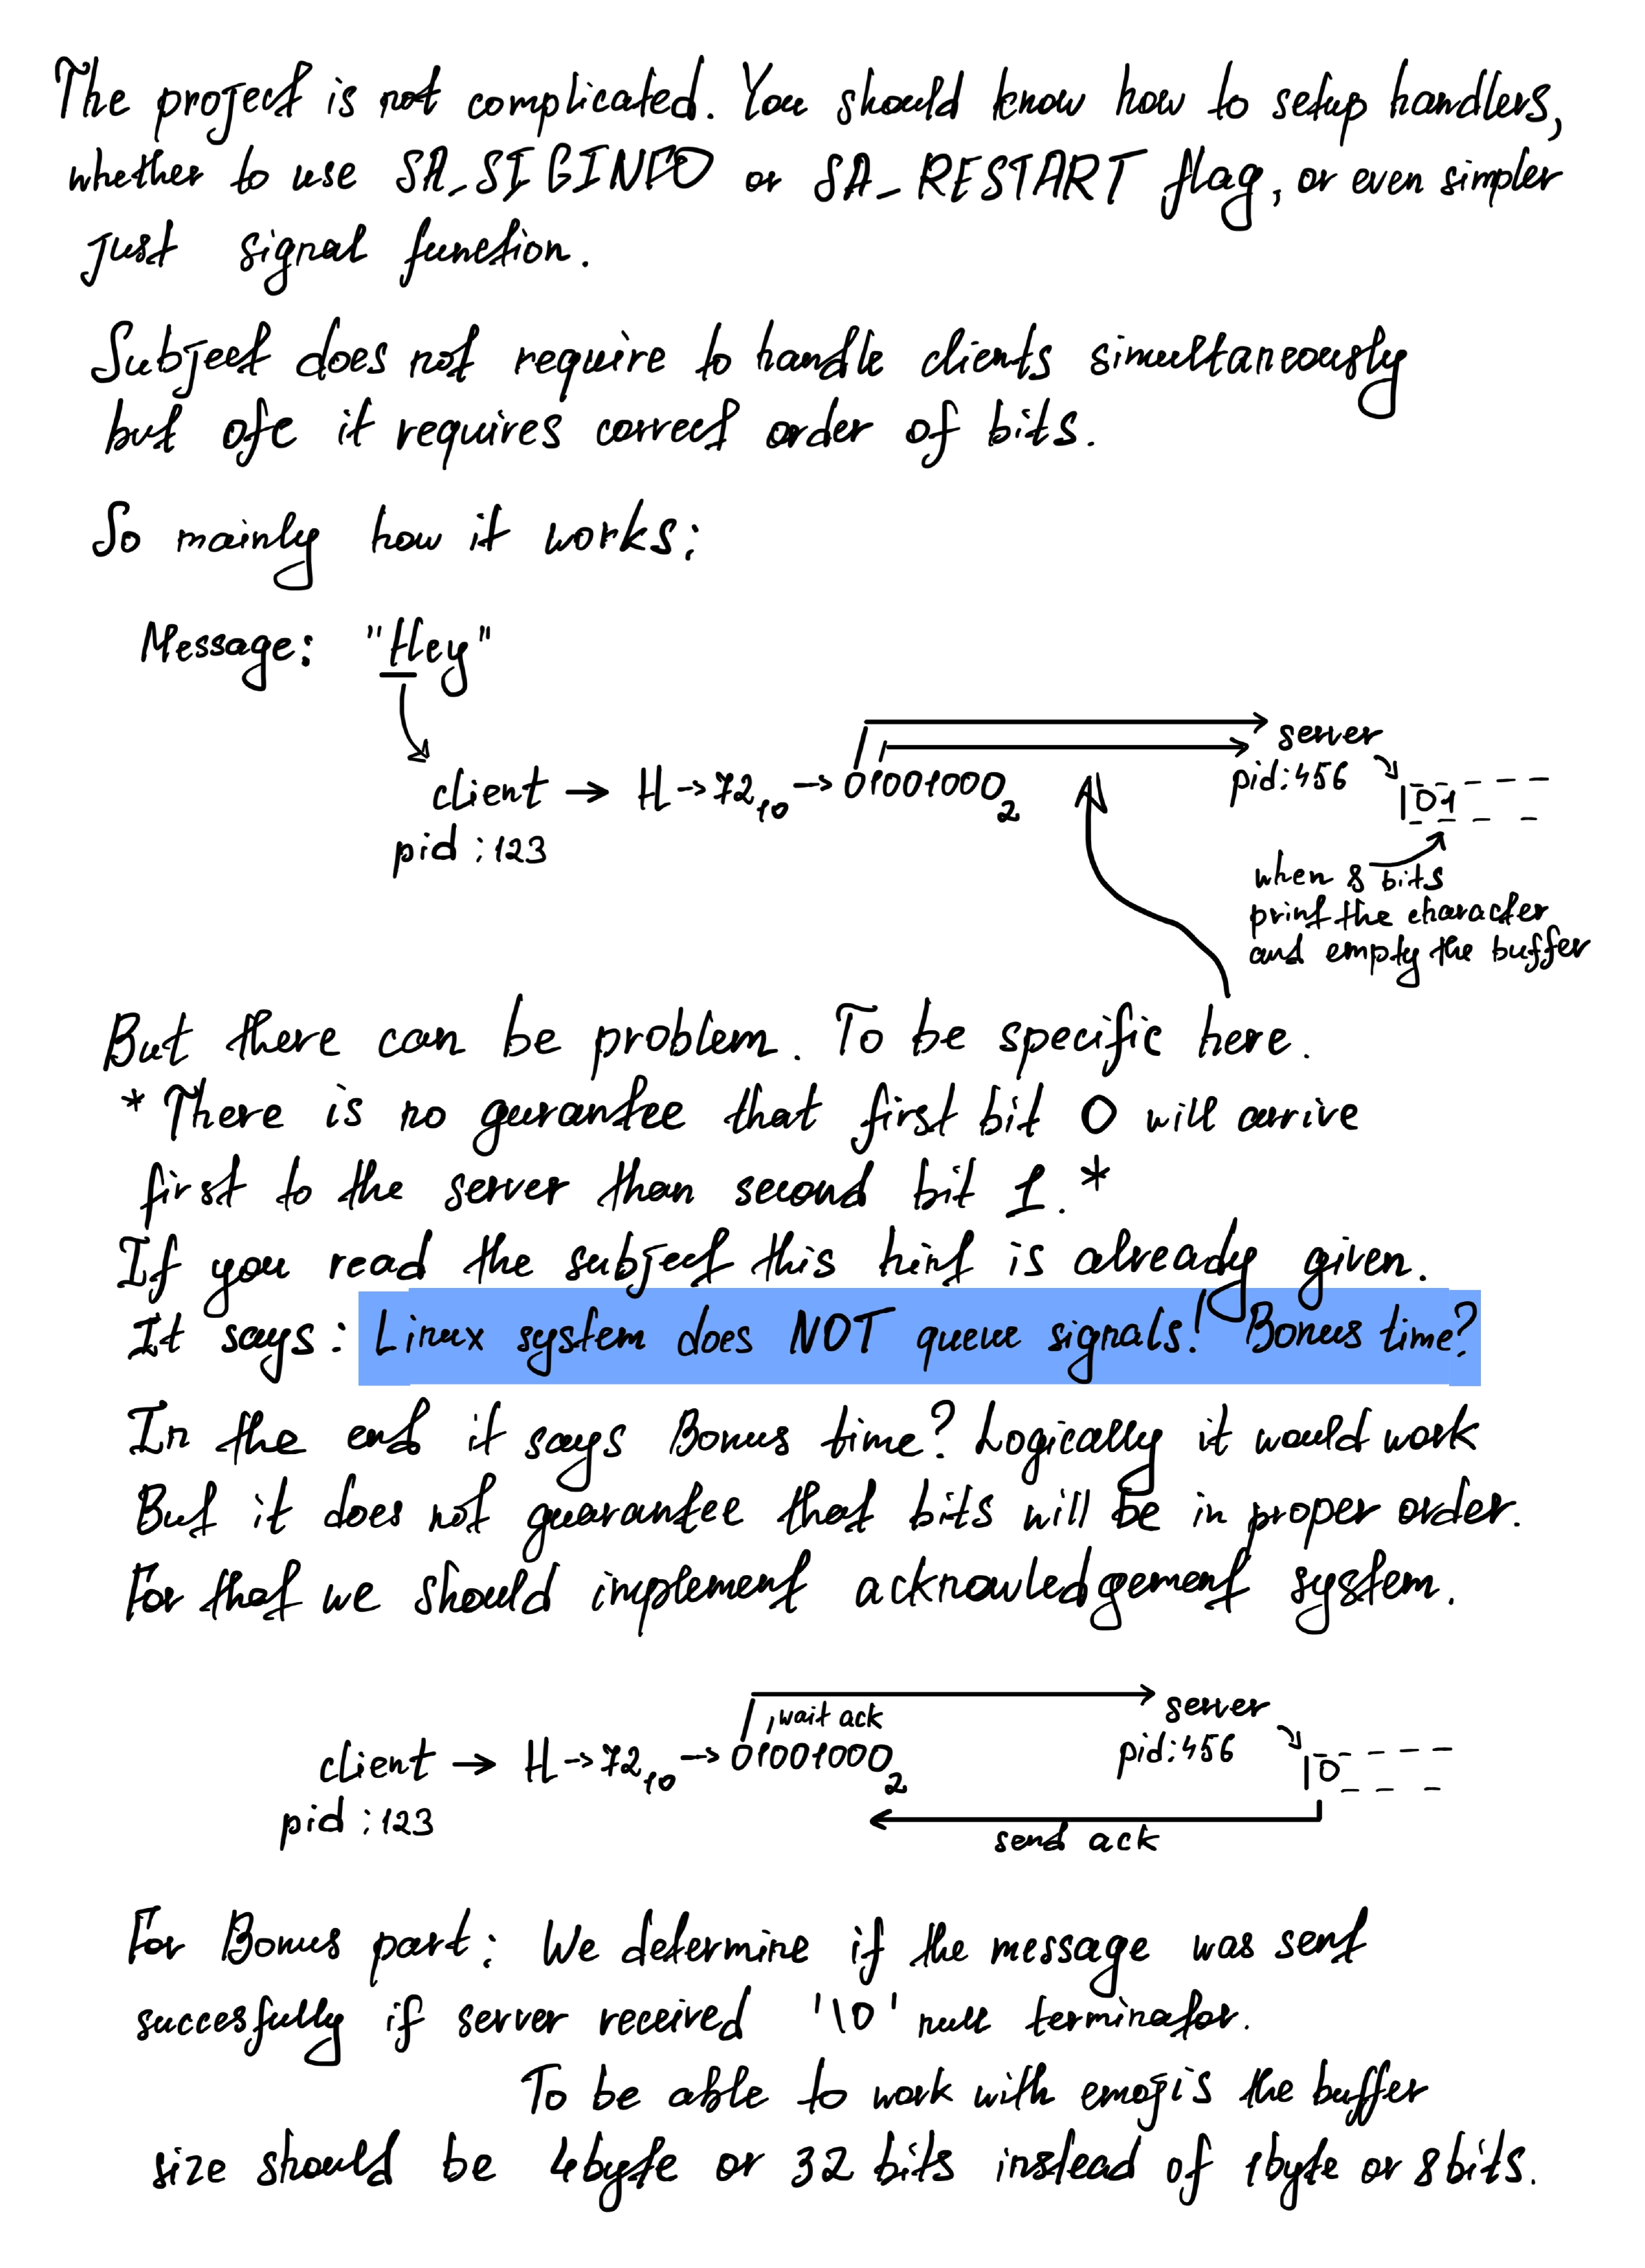 The project is not complicated. You should know how to setup handlers,
whether to use SA_SIGINFO or SA_RESTART flag, or even simpler
just signal function.
Subject does not require to handle clients simultaneously
but ofc it requires correct order of bits.
So mainly how it works:
Message: "Hey"
server
client → H → 72₁₀ → 01001000₂ pid:456 01
pid : 123
when 8 bits
print the character
and empty the buffer
But there can be problem. To be specific here.
* There is no gurantee that first bit 0 will arrive
first to the server than second bit 1.*
If you read the subject this hint is already given.
It says: Linux system does NOT queue signals! Bonus time?
In the end it says Bonus time? Logically it would work
But it does not guarantee that bits will be in proper order.
For that we should implement acknowledgement system.
, wait ack server
client → H → 72₁₀ → 01001000₂ pid:456 0
pid : 123
send ack
For Bonus part: We determine if the message was sent
succesfully if server received '\0' null terminator.
To be able to work with emojis the buffer
size should be 4byte or 32 bits instead of 1byte or 8bits.